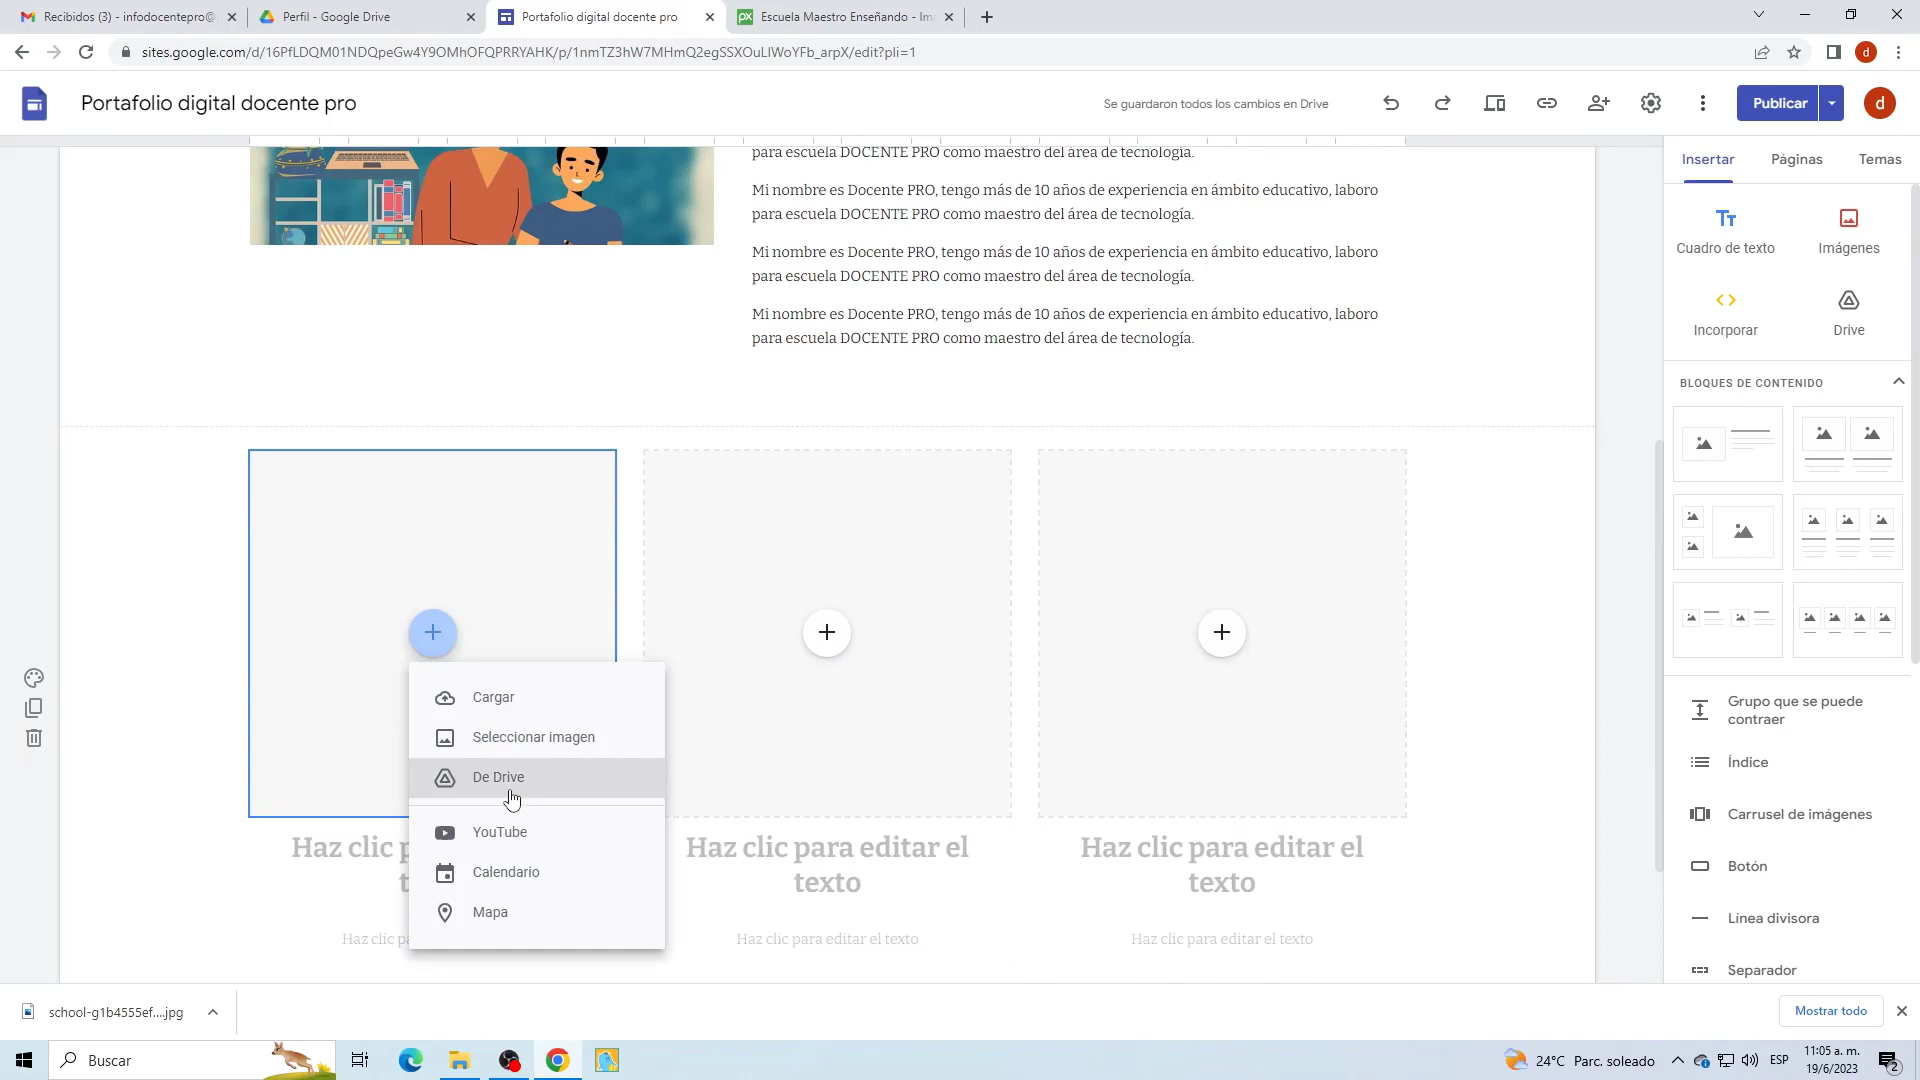 Recibidos (3) - infodocentepro@
Perfil - Google Drive
Portafolio digital docente pro
Escuela Maestro Enseñando - Im
sites.google.com/d/16PfLDQM01NDQpeGw4Y9OMhOFQPRRYAHK/p/1nmTZ3hW7MHmQ2egSSXOuLlWoYFb_arpX/edit?pli=1
d
Portafolio digital docente pro
Se guardaron todos los cambios en Drive
Publicar
d
Insertar
Páginas
Temas
para escuela DOCENTE PRO como maestro del área de tecnología.
Mi nombre es Docente PRO, tengo más de 10 años de experiencia en ámbito educativo, laboro
para escuela DOCENTE PRO como maestro del área de tecnología.
Mi nombre es Docente PRO, tengo más de 10 años de experiencia en ámbito educativo, laboro
para escuela DOCENTE PRO como maestro del área de tecnología.
Mi nombre es Docente PRO, tengo más de 10 años de experiencia en ámbito educativo, laboro
para escuela DOCENTE PRO como maestro del área de tecnología.
Cuadro de texto
Imágenes
Incorporar
Drive
BLOQUES DE CONTENIDO
Cargar
Seleccionar imagen
De Drive
YouTube
Calendario
Mapa
Haz clic p
t
Haz clic pa
Haz clic para editar el
texto
Haz clic para editar el texto
Haz clic para editar el
texto
Haz clic para editar el texto
Grupo que se puede
contraer
Índice
Carrusel de imágenes
Botón
Línea divisora
Separador
school-g1b4555ef....jpg
Mostrar todo
Buscar
24°C Parc. soleado
ESP
11:05 a. m.
19/6/2023
2